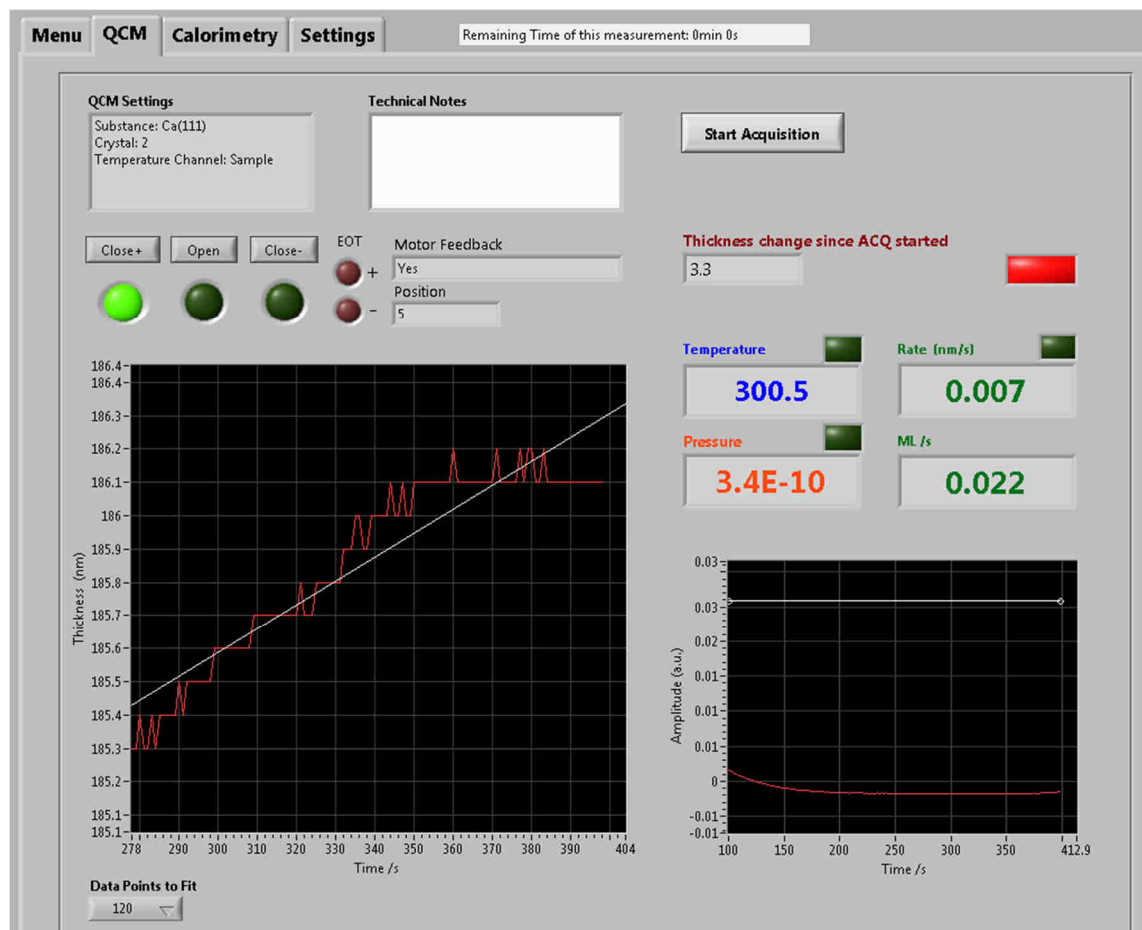 Menu QCM Calorimetry Settings Remaining Time of this measurement: 0min 0s
QCM Settings
Substance: Ca(111)
Crystal: 2
Temperature Channel: Sample
Technical Notes
Start Acquisition
Close+ Open Close-
EOT
+
-
Motor Feedback
Yes
Position
5
Thickness change since ACQ started
3.3
Temperature
300.5
Rate (nm/s)
0.007
Pressure
3.4E-10
ML /s
0.022
186.4
186.4
186.3
186.2
186.1
186
185.9
185.8
185.7
185.6
185.5
185.4
185.3
185.2
185.1
185.1
Thickness (nm)
278 290 300 310 320 330 340 350 360 370 380 390 404
Time /s
0.03
0.03
0.02
0.01
0.01
0.01
0
-0.01
-0.01
Amplitude (a.u.)
100 150 200 250 300 350 412.9
Time /s
Data Points to Fit
120